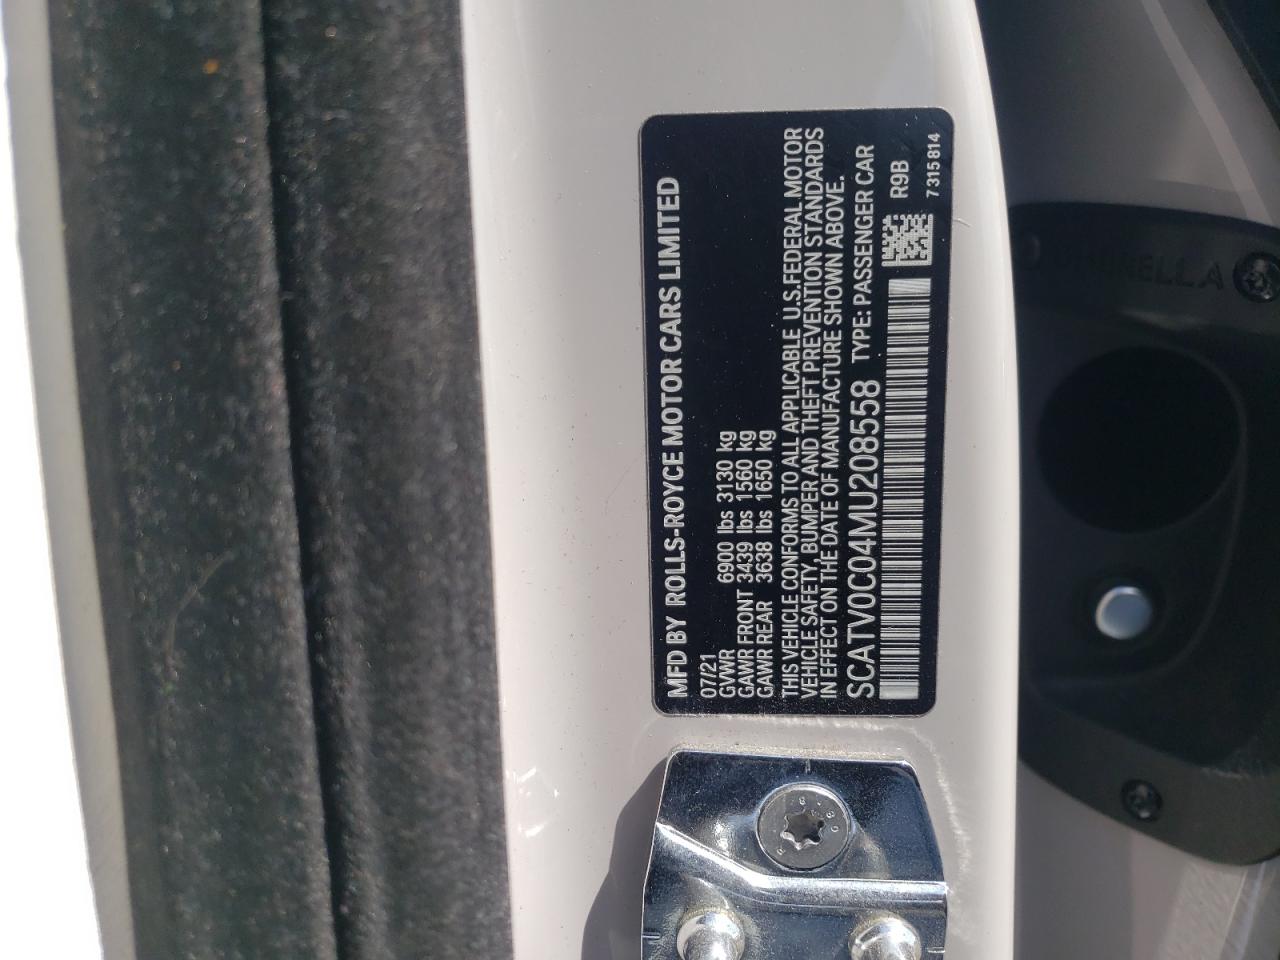 MFD BY ROLLS-ROYCE MOTOR CARS LIMITED
07/21
GVWR 6900 lbs 3130 kg
GAWR FRONT 3439 lbs 1560 kg
GAWR REAR 3638 lbs 1650 kg
THIS VEHICLE CONFORMS TO ALL APPLICABLE U.S.FEDERAL MOTOR
VEHICLE SAFETY, BUMPER AND THEFT PREVENTION STANDARDS
IN EFFECT ON THE DATE OF MANUFACTURE SHOWN ABOVE.
SCATV0C04MU208558 TYPE: PASSENGER CAR
R9B
7315814
UMBRELLA